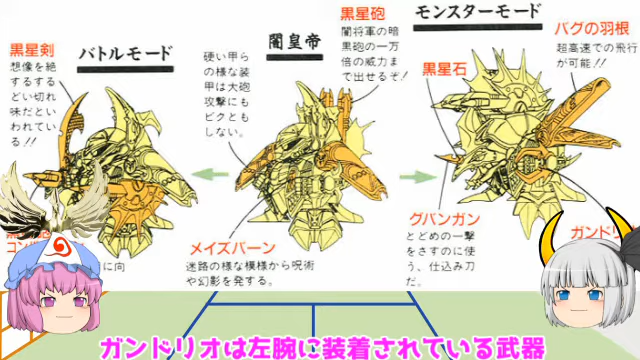 バトルモード
黒星剣
想像を絶
するする
どい切れ
味だとい
われてい
る!!
闇皇帝
硬い甲ら
の様な装
甲は大砲
攻撃にも
ビクとも
しない。
黒星砲
闇将軍の暗
黒砲の一万
倍の威力ま
で出せるぞ!
メイズバーン
迷路の様な模様から呪術
や幻影を発する。
モンスターモード
バグの羽根
超高速での飛行
が可能!!
黒星石
グバンガン
とどめの一撃
をさすのに使
う、仕込み刀
だ。
ガンドリ
に向
ガンドリオは左腕に装着されている武器